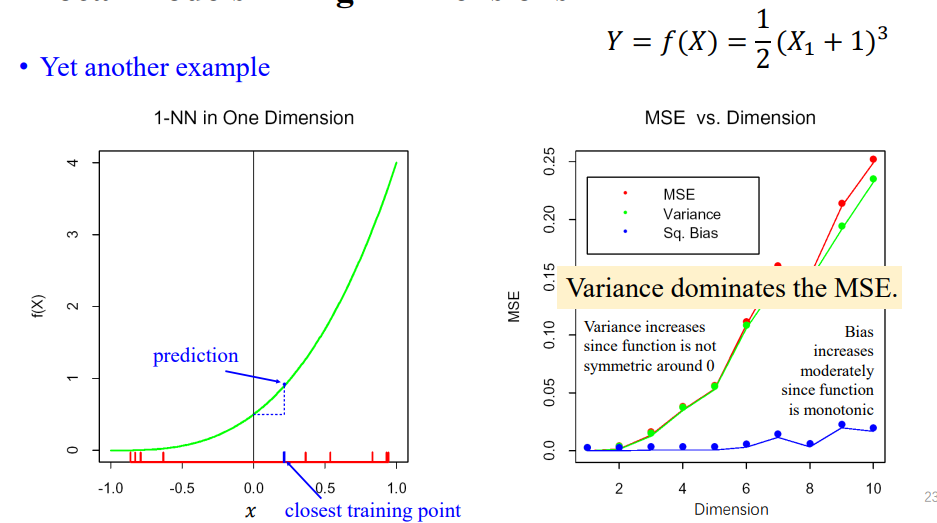 Y = f(X) = 1/2 (X₁ + 1)³
• Yet another example
1-NN in One Dimension
f(X)
4
3
2
1
0
prediction
-1.0 -0.5 0.0 0.5 1.0
x
closest training point
MSE vs. Dimension
MSE
0.25
0.20
0.15
0.10
0.05
0.0
MSE
Variance
Sq. Bias
Variance dominates the MSE.
Variance increases
since function is not
symmetric around 0
Bias
increases
moderately
since function
is monotonic
2 4 6 8 10
Dimension
23